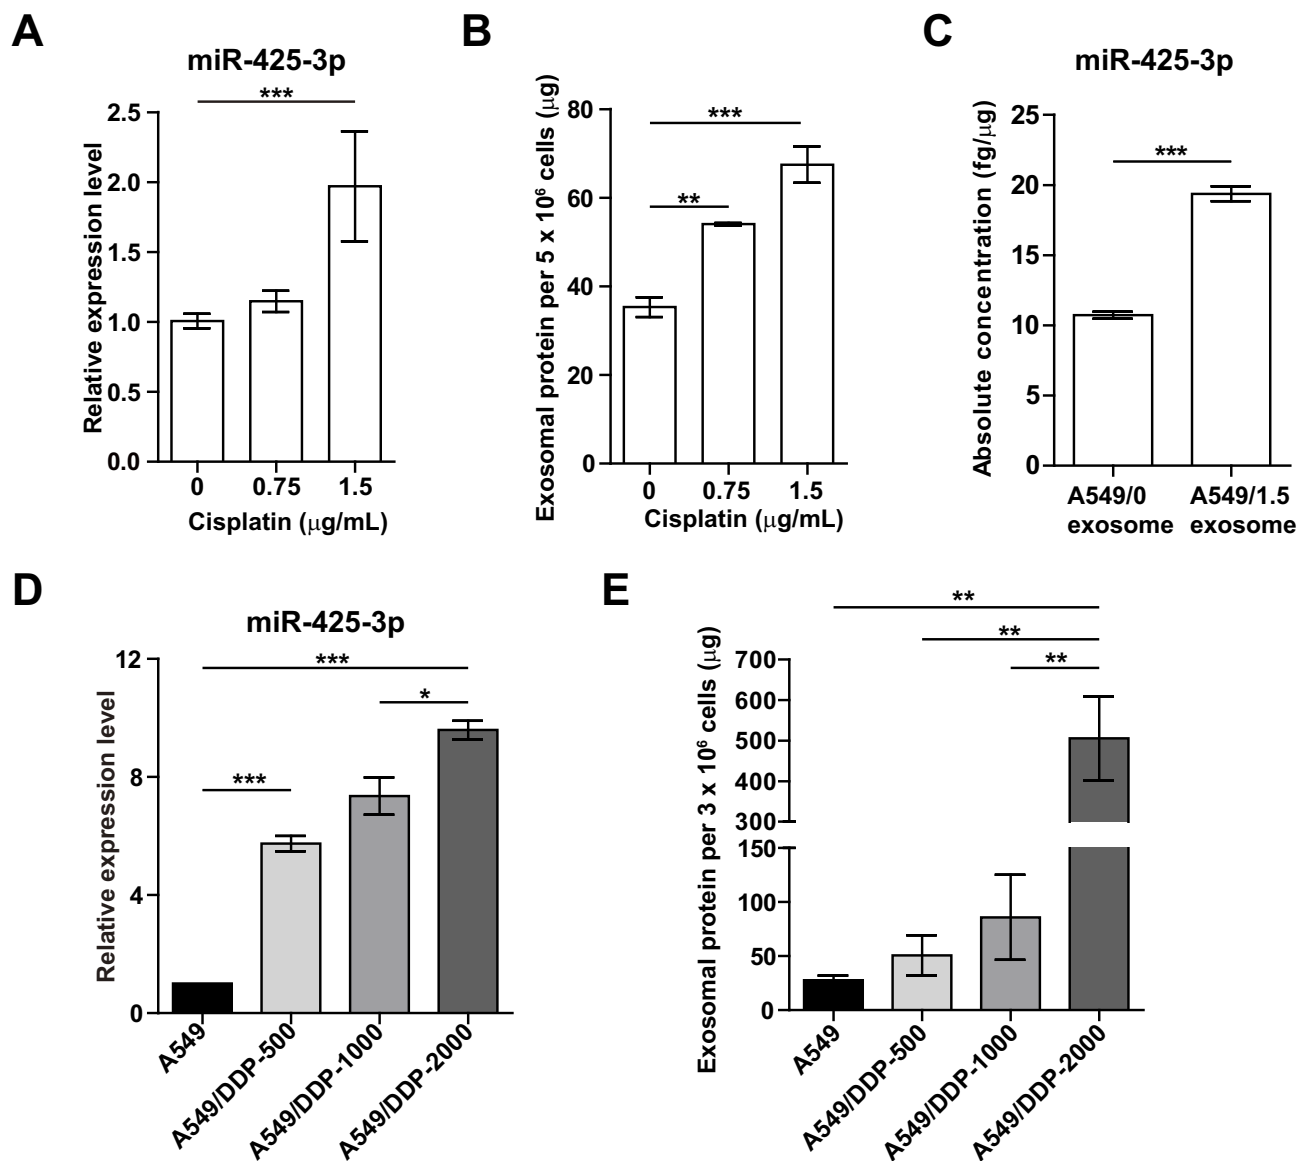 A
miR-425-3p
***
Relative expression level
2.5
2.0
1.5
1.0
0.5
0.0
0 0.75 1.5
Cisplatin (μg/mL)
B
Exosomal protein per 5 x 10⁶ cells (μg)
80
60
40
20
0
***
**
0 0.75 1.5
Cisplatin (μg/mL)
C
miR-425-3p
Absolute concentration (fg/μg)
25
20
15
10
5
0
***
A549/0 A549/1.5
exosome exosome
D
miR-425-3p
Relative expression level
12
8
4
0
***
*
***
A549
A549/DDP-500
A549/DDP-1000
A549/DDP-2000
E
Exosomal protein per 3 x 10⁶ cells (μg)
**
**
**
700
600
500
400
300
150
100
50
0
A549
A549/DDP-500
A549/DDP-1000
A549/DDP-2000